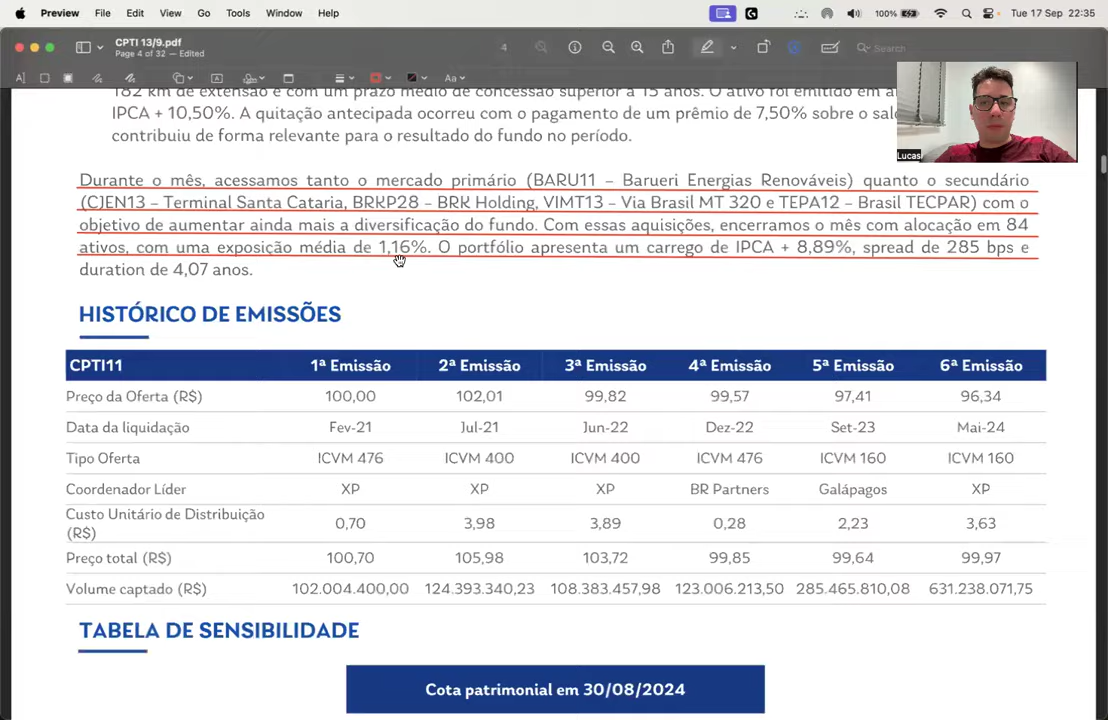 Preview File Edit View Go Tools Window Help 100% Tue 17 Sep 22:35
CPTI 13/9.pdf
Page 4 of 32 — Edited
4
Search
A
Aa
182 km de extensão e com um prazo médio de concessão superior a 15 anos. O ativo foi emitido em a
IPCA + 10,50%. A quitação antecipada ocorreu com o pagamento de um prêmio de 7,50% sobre o sal
contribuiu de forma relevante para o resultado do fundo no período.
Lucas
Durante o mês, acessamos tanto o mercado primário (BARU11 – Barueri Energias Renováveis) quanto o secundário
(CJEN13 – Terminal Santa Cataria, BRKP28 – BRK Holding, VIMT13 – Via Brasil MT 320 e TEPA12 – Brasil TECPAR) com o
objetivo de aumentar ainda mais a diversificação do fundo. Com essas aquisições, encerramos o mês com alocação em 84
ativos, com uma exposição média de 1,16%. O portfólio apresenta um carrego de IPCA + 8,89%, spread de 285 bps e
duration de 4,07 anos.
HISTÓRICO DE EMISSÕES
CPTI11 1ª Emissão 2ª Emissão 3ª Emissão 4ª Emissão 5ª Emissão 6ª Emissão
Preço da Oferta (R$) 100,00 102,01 99,82 99,57 97,41 96,34
Data da liquidação Fev-21 Jul-21 Jun-22 Dez-22 Set-23 Mai-24
Tipo Oferta ICVM 476 ICVM 400 ICVM 400 ICVM 476 ICVM 160 ICVM 160
Coordenador Líder XP XP XP BR Partners Galápagos XP
Custo Unitário de Distribuição
(R$) 0,70 3,98 3,89 0,28 2,23 3,63
Preço total (R$) 100,70 105,98 103,72 99,85 99,64 99,97
Volume captado (R$) 102.004.400,00 124.393.340,23 108.383.457,98 123.006.213,50 285.465.810,08 631.238.071,75
TABELA DE SENSIBILIDADE
Cota patrimonial em 30/08/2024